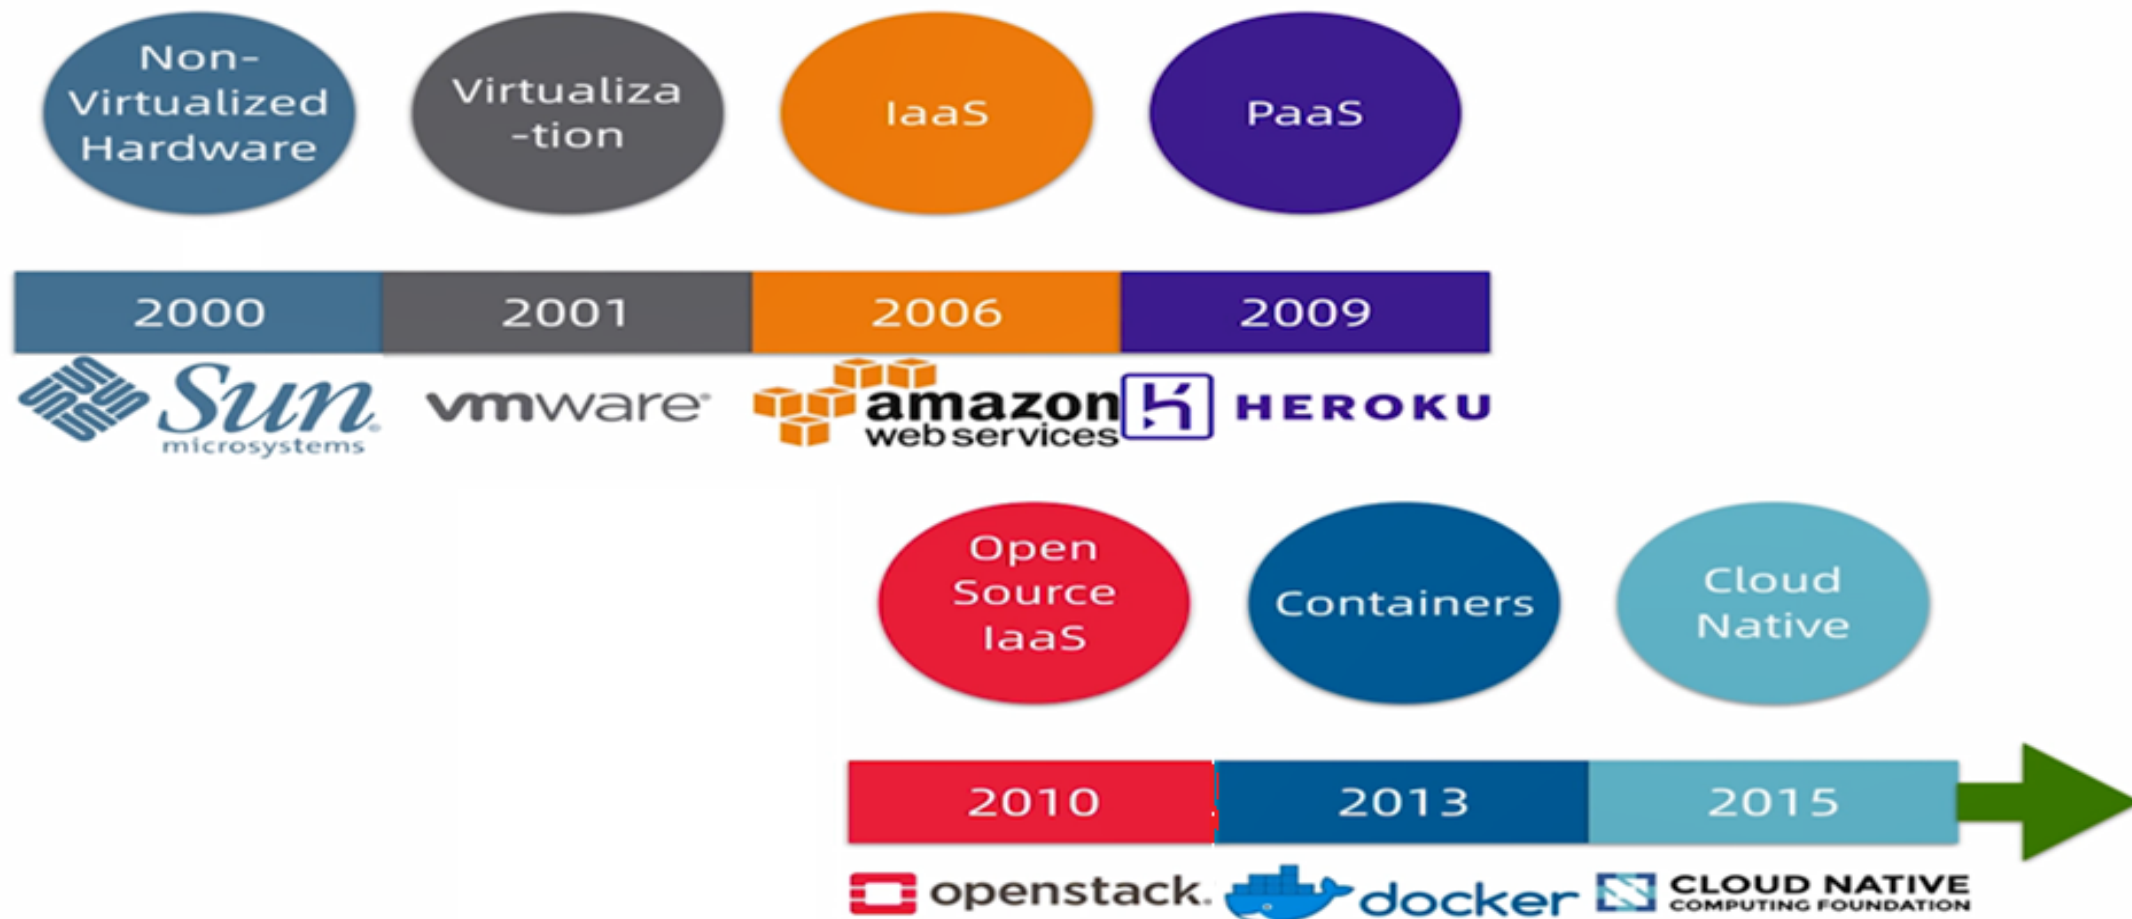 Non-
Virtualized
Hardware
Virtualiza
-tion
IaaS
PaaS
2000
2001
2006
2009
Sun
microsystems
vmware
amazon
web services
HEROKU
Open
Source
IaaS
Containers
Cloud
Native
2010
2013
2015
openstack.
docker
CLOUD NATIVE
COMPUTING FOUNDATION